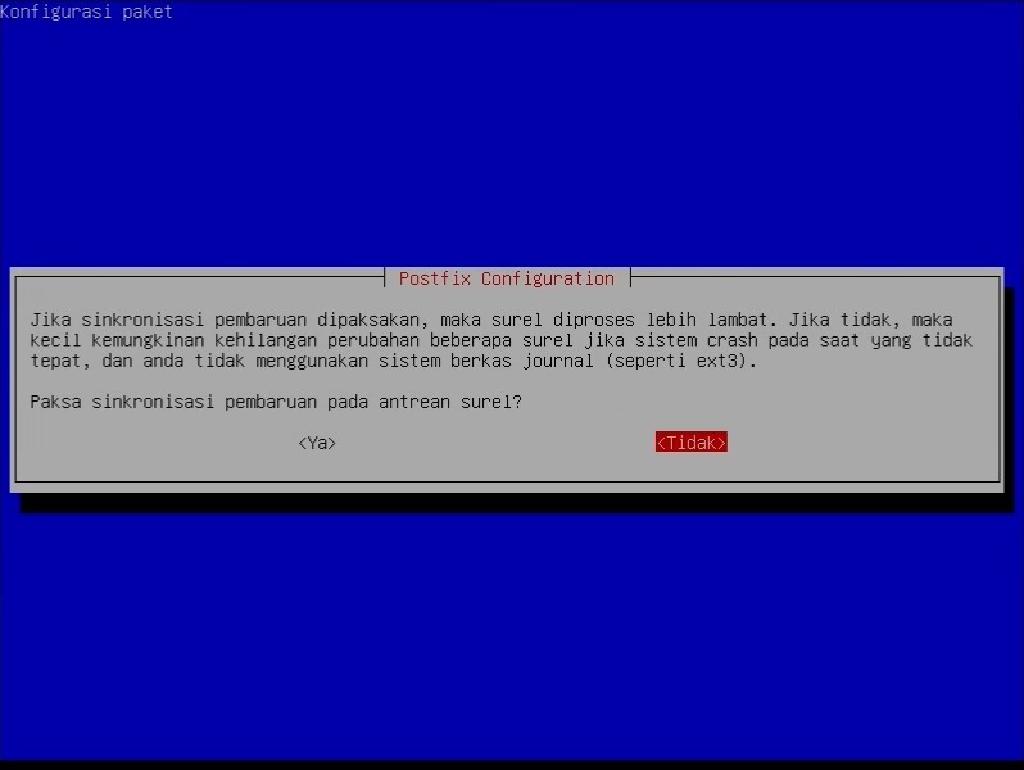 Konfigurasi paket
Postfix Configuration
Jika sinkronisasi pembaruan dipaksakan, maka surel diproses lebih lambat. Jika tidak, maka
kecil kemungkinan kehilangan perubahan beberapa surel jika sistem crash pada saat yang tidak
tepat, dan anda tidak menggunakan sistem berkas journal (seperti ext3).
Paksa sinkronisasi pembaruan pada antrean surel?
<Ya> <Tidak>